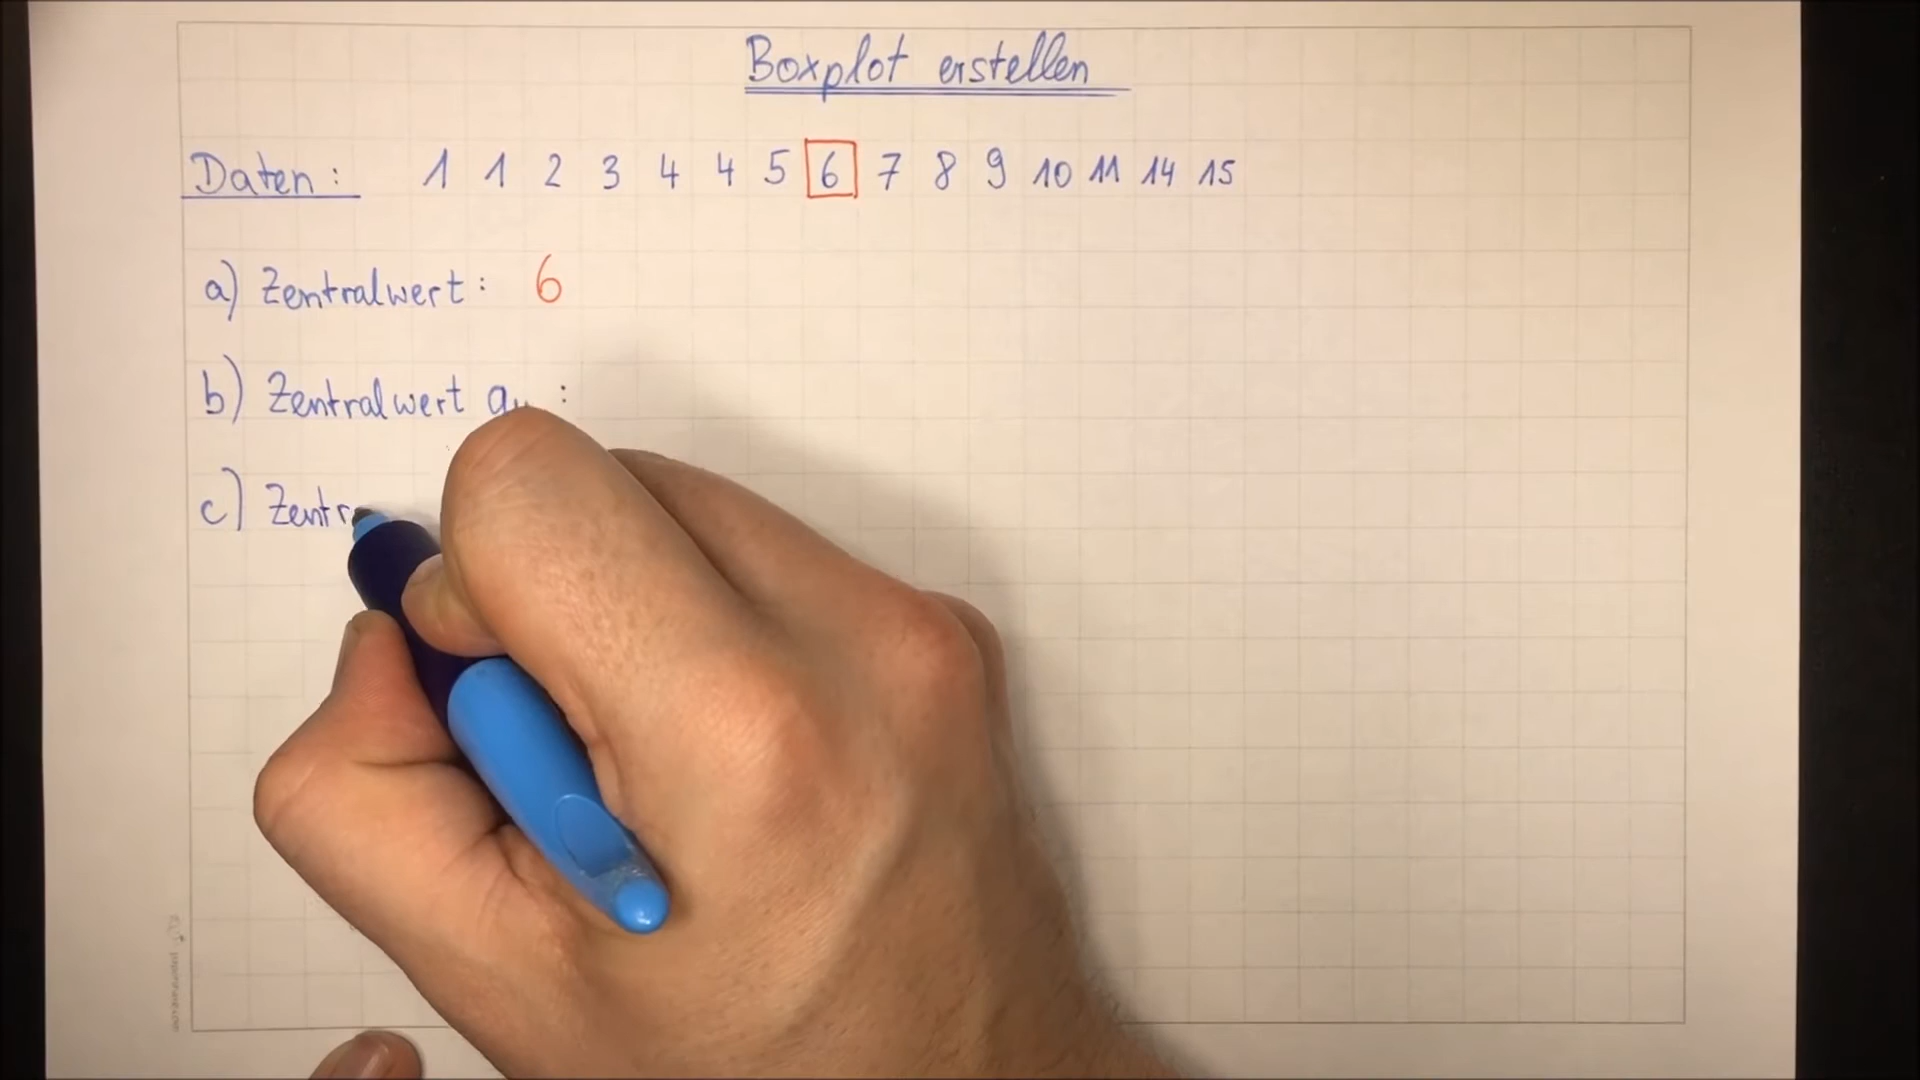 Boxplot erstellen
Daten: 1 1 2 3 4 4 5 6 7 8 9 10 11 14 15
a) Zentralwert: 6
b) Zentralwert qu :
c) Zentr